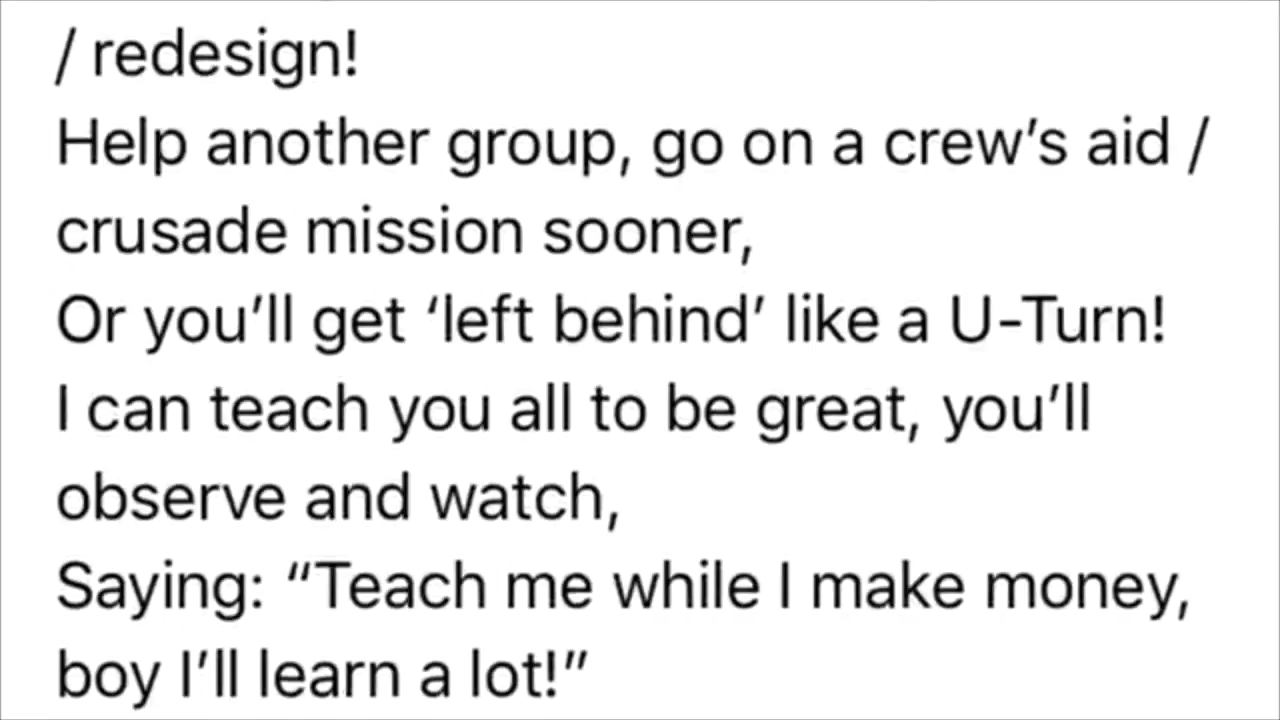 / redesign!
Help another group, go on a crew’s aid /
crusade mission sooner,
Or you’ll get ‘left behind’ like a U-Turn!
I can teach you all to be great, you’ll
observe and watch,
Saying: “Teach me while I make money,
boy I’ll learn a lot!”